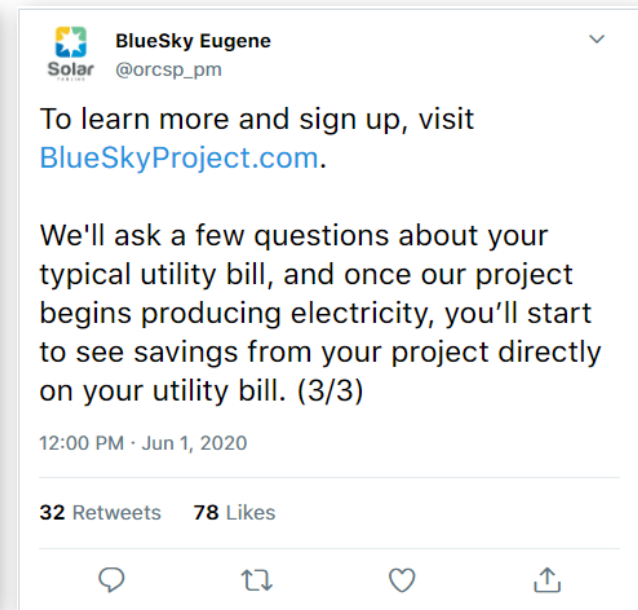 BlueSky Eugene
Solar
@orcsp_pm
To learn more and sign up, visit
BlueSkyProject.com.
We'll ask a few questions about your
typical utility bill, and once our project
begins producing electricity, you’ll start
to see savings from your project directly
on your utility bill. (3/3)
12:00 PM · Jun 1, 2020
32 Retweets 78 Likes